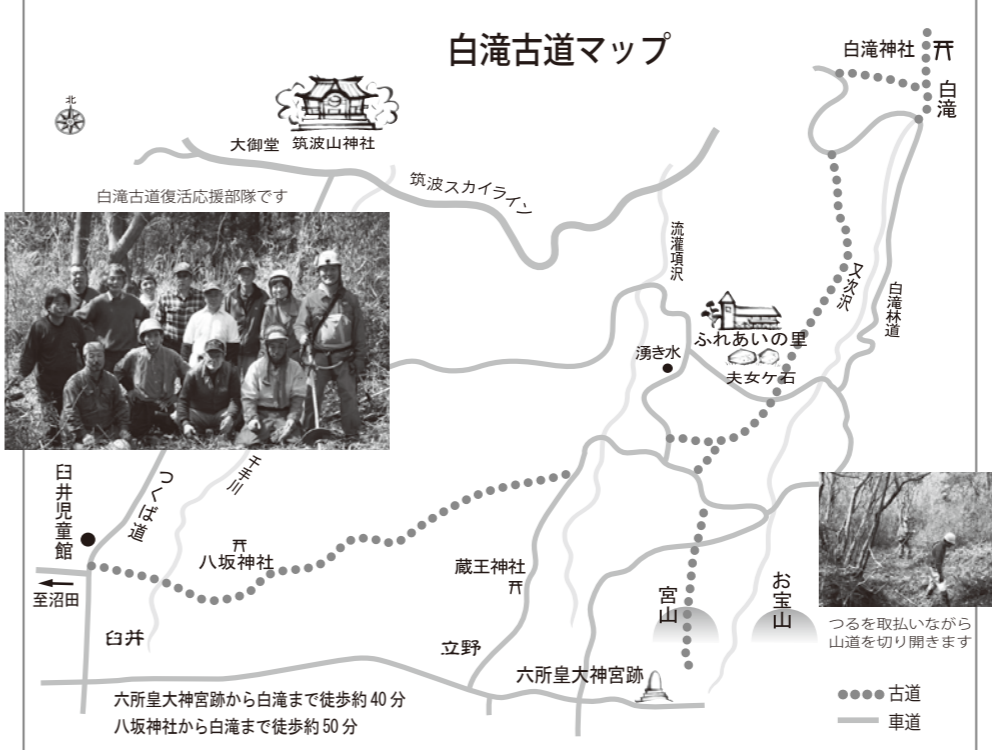 白滝古道マップ
白滝神社
白滝
北
大御堂
筑波山神社
筑波スカイライン
白滝古道復活応援部隊です
流灌項沢
又次沢
白滝林道
ふれあいの里
湧き水
夫女ケ石
臼井児童館
つくば道
千手川
八坂神社
至沼田
臼井
蔵王神社
立野
宮山
お宝山
つるを取払いながら
山道を切り開きます
六所皇大神宮跡
六所皇大神宮跡から白滝まで徒歩約40分
八坂神社から白滝まで徒歩約50分
古道
車道